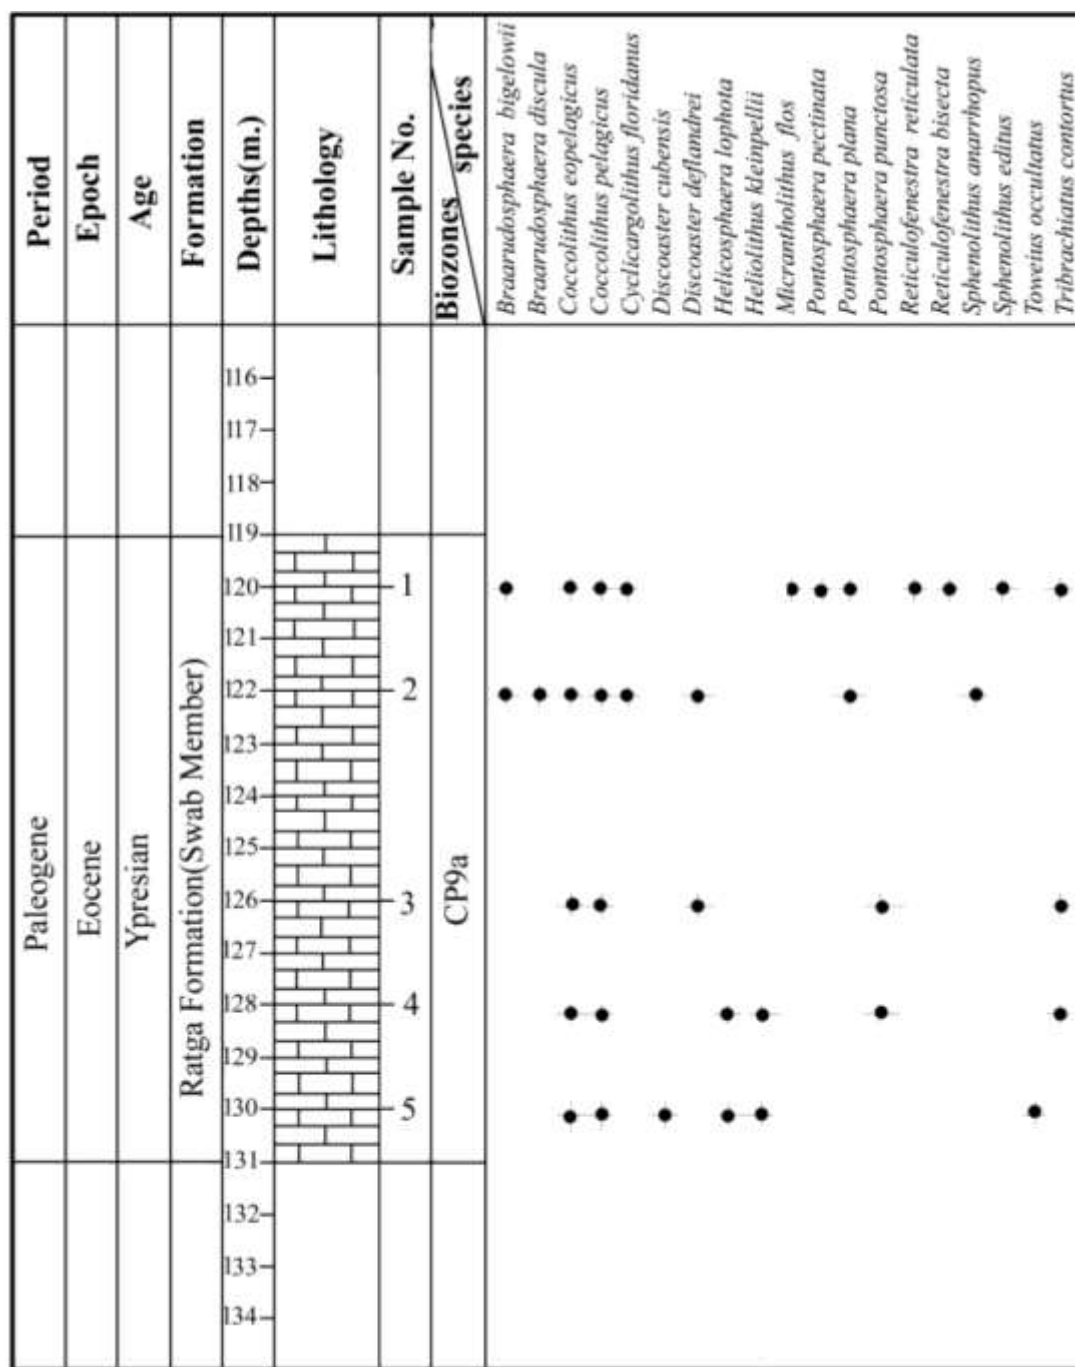 Period
Epoch
Age
Formation
Depths(m.)
Lithology
Sample No.
Biozones
species
Braarudosphaera bigelowii
Braarudosphaera discula
Coccolithus eopelagicus
Coccolithus pelagicus
Cyclicargolithus floridanus
Discoaster cubensis
Discoaster deflandrei
Helicosphaera lophota
Heliolithus kleinpellii
Micrantholithus flos
Pontosphaera pectinata
Pontosphaera plana
Pontosphaera punctosa
Reticulofenestra reticulata
Reticulofenestra bisecta
Sphenolithus anarrhopus
Sphenolithus editus
Toweius occultatus
Tribrachiatus contortus
Paleogene
Eocene
Ypresian
Ratga Formation(Swab Member)
116
117
118
119
120
121
122
123
124
125
126
127
128
129
130
131
132
133
134
1
2
3
4
5
CP9a